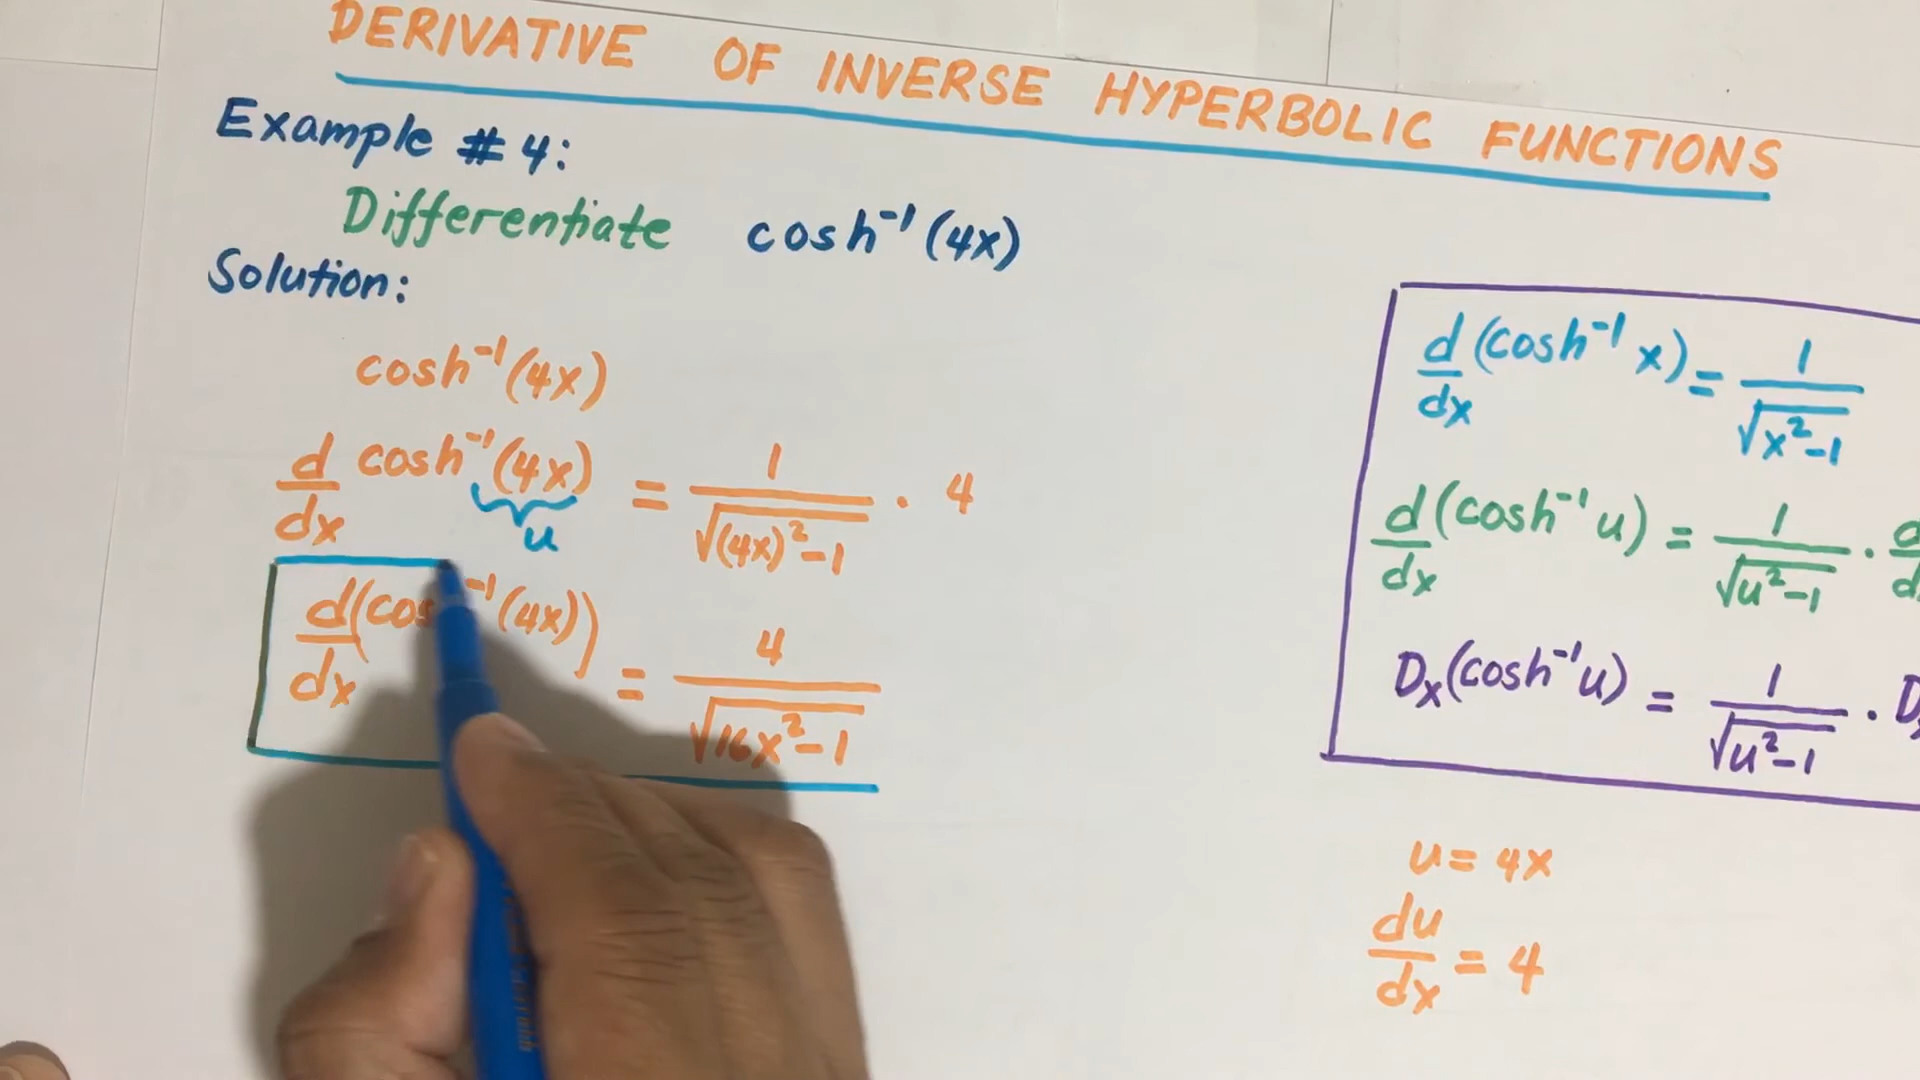 DERIVATIVE OF INVERSE HYPERBOLIC FUNCTIONS
Example #4:
Differentiate cosh⁻¹(4x)
Solution:
cosh⁻¹(4x)
d/dx cosh⁻¹(4x) = 1/√((4x)²-1) · 4
u
d/dx (cos⁻¹(4x)) = 4/√(16x²-1)
d/dx (cosh⁻¹ x) = 1/√(x²-1)
d/dx (cosh⁻¹ u) = 1/√(u²-1) ·
Dx(cosh⁻¹u) = 1/√(u²-1) ·
u = 4x
du/dx = 4